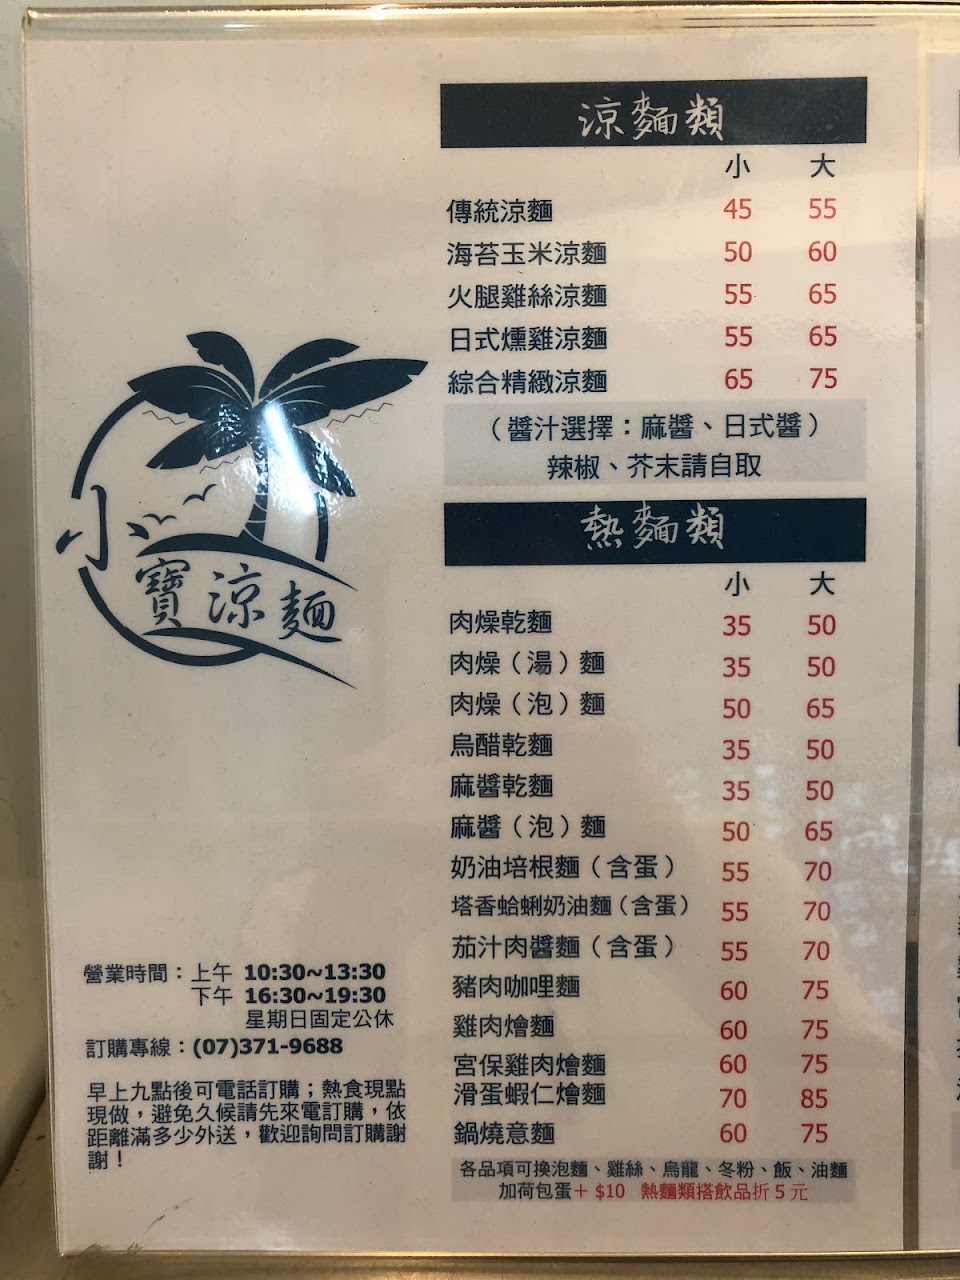 小寶涼麵
營業時間：上午 10:30~13:30
下午 16:30~19:30
星期日固定公休
訂購專線：(07)371-9688
早上九點後可電話訂購；熱食現點
現做，避免久候請先來電訂購，依
距離滿多少外送，歡迎詢問訂購謝
謝！
涼麵類
小 大
傳統涼麵 45 55
海苔玉米涼麵 50 60
火腿雞絲涼麵 55 65
日式燻雞涼麵 55 65
綜合精緻涼麵 65 75
（醬汁選擇：麻醬、日式醬）
辣椒、芥末請自取
熱麵類
小 大
肉燥乾麵 35 50
肉燥（湯）麵 35 50
肉燥（泡）麵 50 65
烏醋乾麵 35 50
麻醬乾麵 35 50
麻醬（泡）麵 50 65
奶油培根麵（含蛋） 55 70
塔香蛤蜊奶油麵（含蛋） 55 70
茄汁肉醬麵（含蛋） 55 70
豬肉咖哩麵 60 75
雞肉燴麵 60 75
宮保雞肉燴麵 60 75
滑蛋蝦仁燴麵 70 85
鍋燒意麵 60 75
各品項可換泡麵、雞絲、烏龍、冬粉、飯、油麵
加荷包蛋＋ $10 熱麵類搭飲品折 5 元